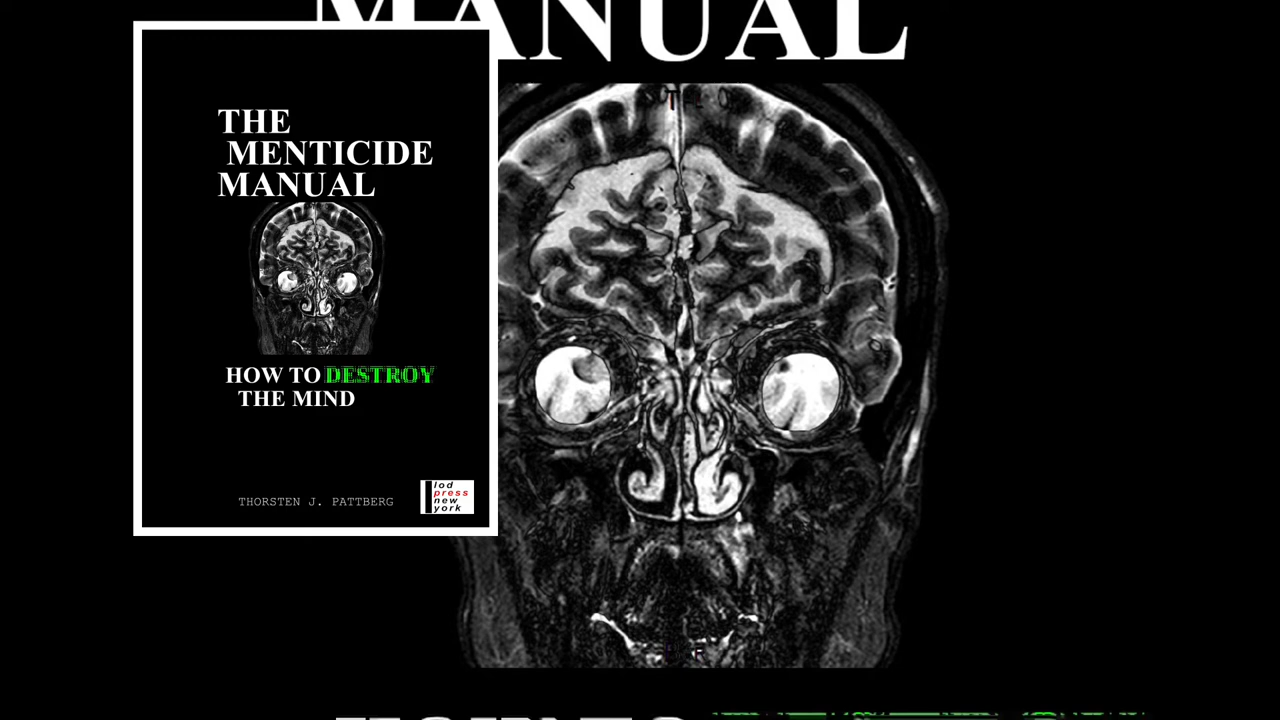 MANUAL
THE
MENTICIDE
MANUAL
HOW TO DESTROY
THE MIND
THORSTEN J. PATTBERG
lod
press
new
york